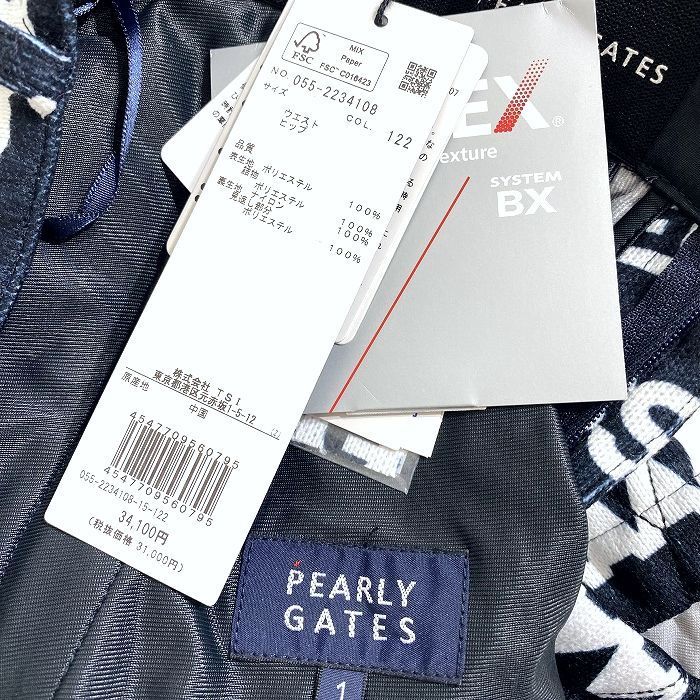 MIX
Paper
FSC
FSC C018423
NO. 055-2234108
サイズ
COL. 122
ウエスト
ヒップ
品質
表生地 ポリエステル 100%
裏生地 ポリエステル 100%
ナイロン 100%
見返し部分
ポリエステル 100%
株式会社 TSI
東京都港区元赤坂1-5-12
原産地 中国
4547709560795
055-2234108-15-122
4547709560795
34,100円
(税抜価格 31,000円)
EX®
exture
SYSTEM
BX
PEARLY
GATES
PEARLY
GATES
1